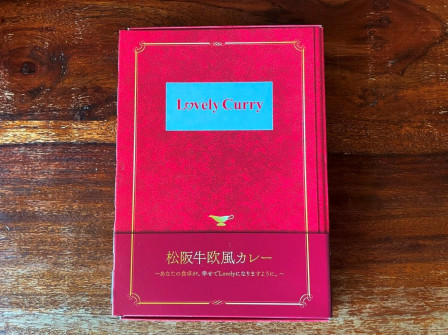 Lovely Curry
松阪牛欧風カレー
〜あなたの食卓が、幸せでLovelyになりますように。〜